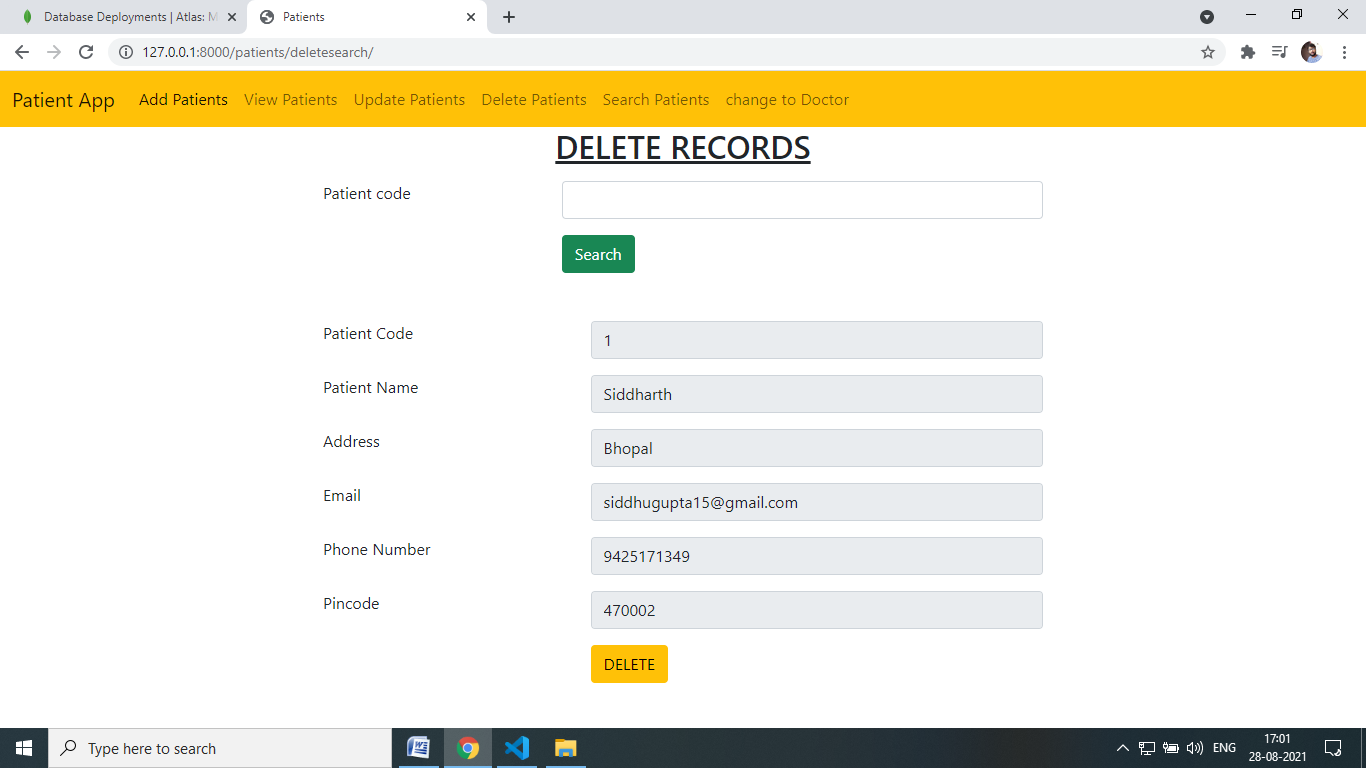 Database Deployments | Atlas: M
Patients
127.0.0.1:8000/patients/deletesearch/
Patient App Add Patients View Patients Update Patients Delete Patients Search Patients change to Doctor
DELETE RECORDS
Patient code
Search
Patient Code 1
Patient Name Siddharth
Address Bhopal
Email siddhugupta15@gmail.com
Phone Number 9425171349
Pincode 470002
DELETE
Type here to search
ENG
17:01
28-08-2021